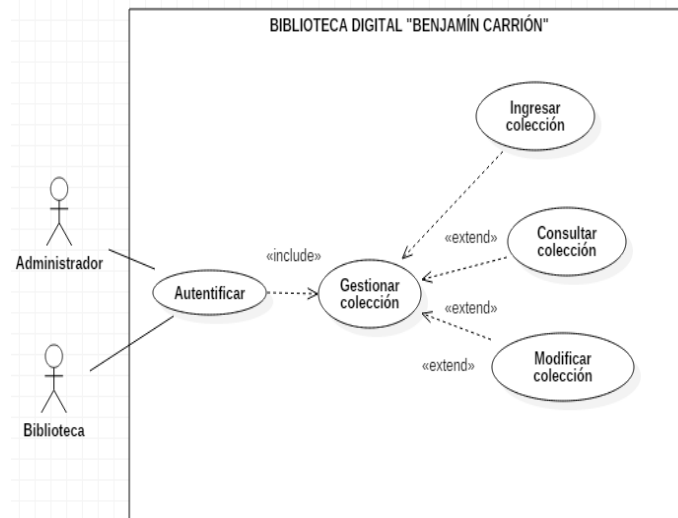 BIBLIOTECA DIGITAL "BENJAMÍN CARRIÓN"
Ingresar
colección
«extend»
Consultar
colección
Administrador
«include»
Autentificar
Gestionar
colección
«extend»
«extend»
Modificar
colección
Biblioteca